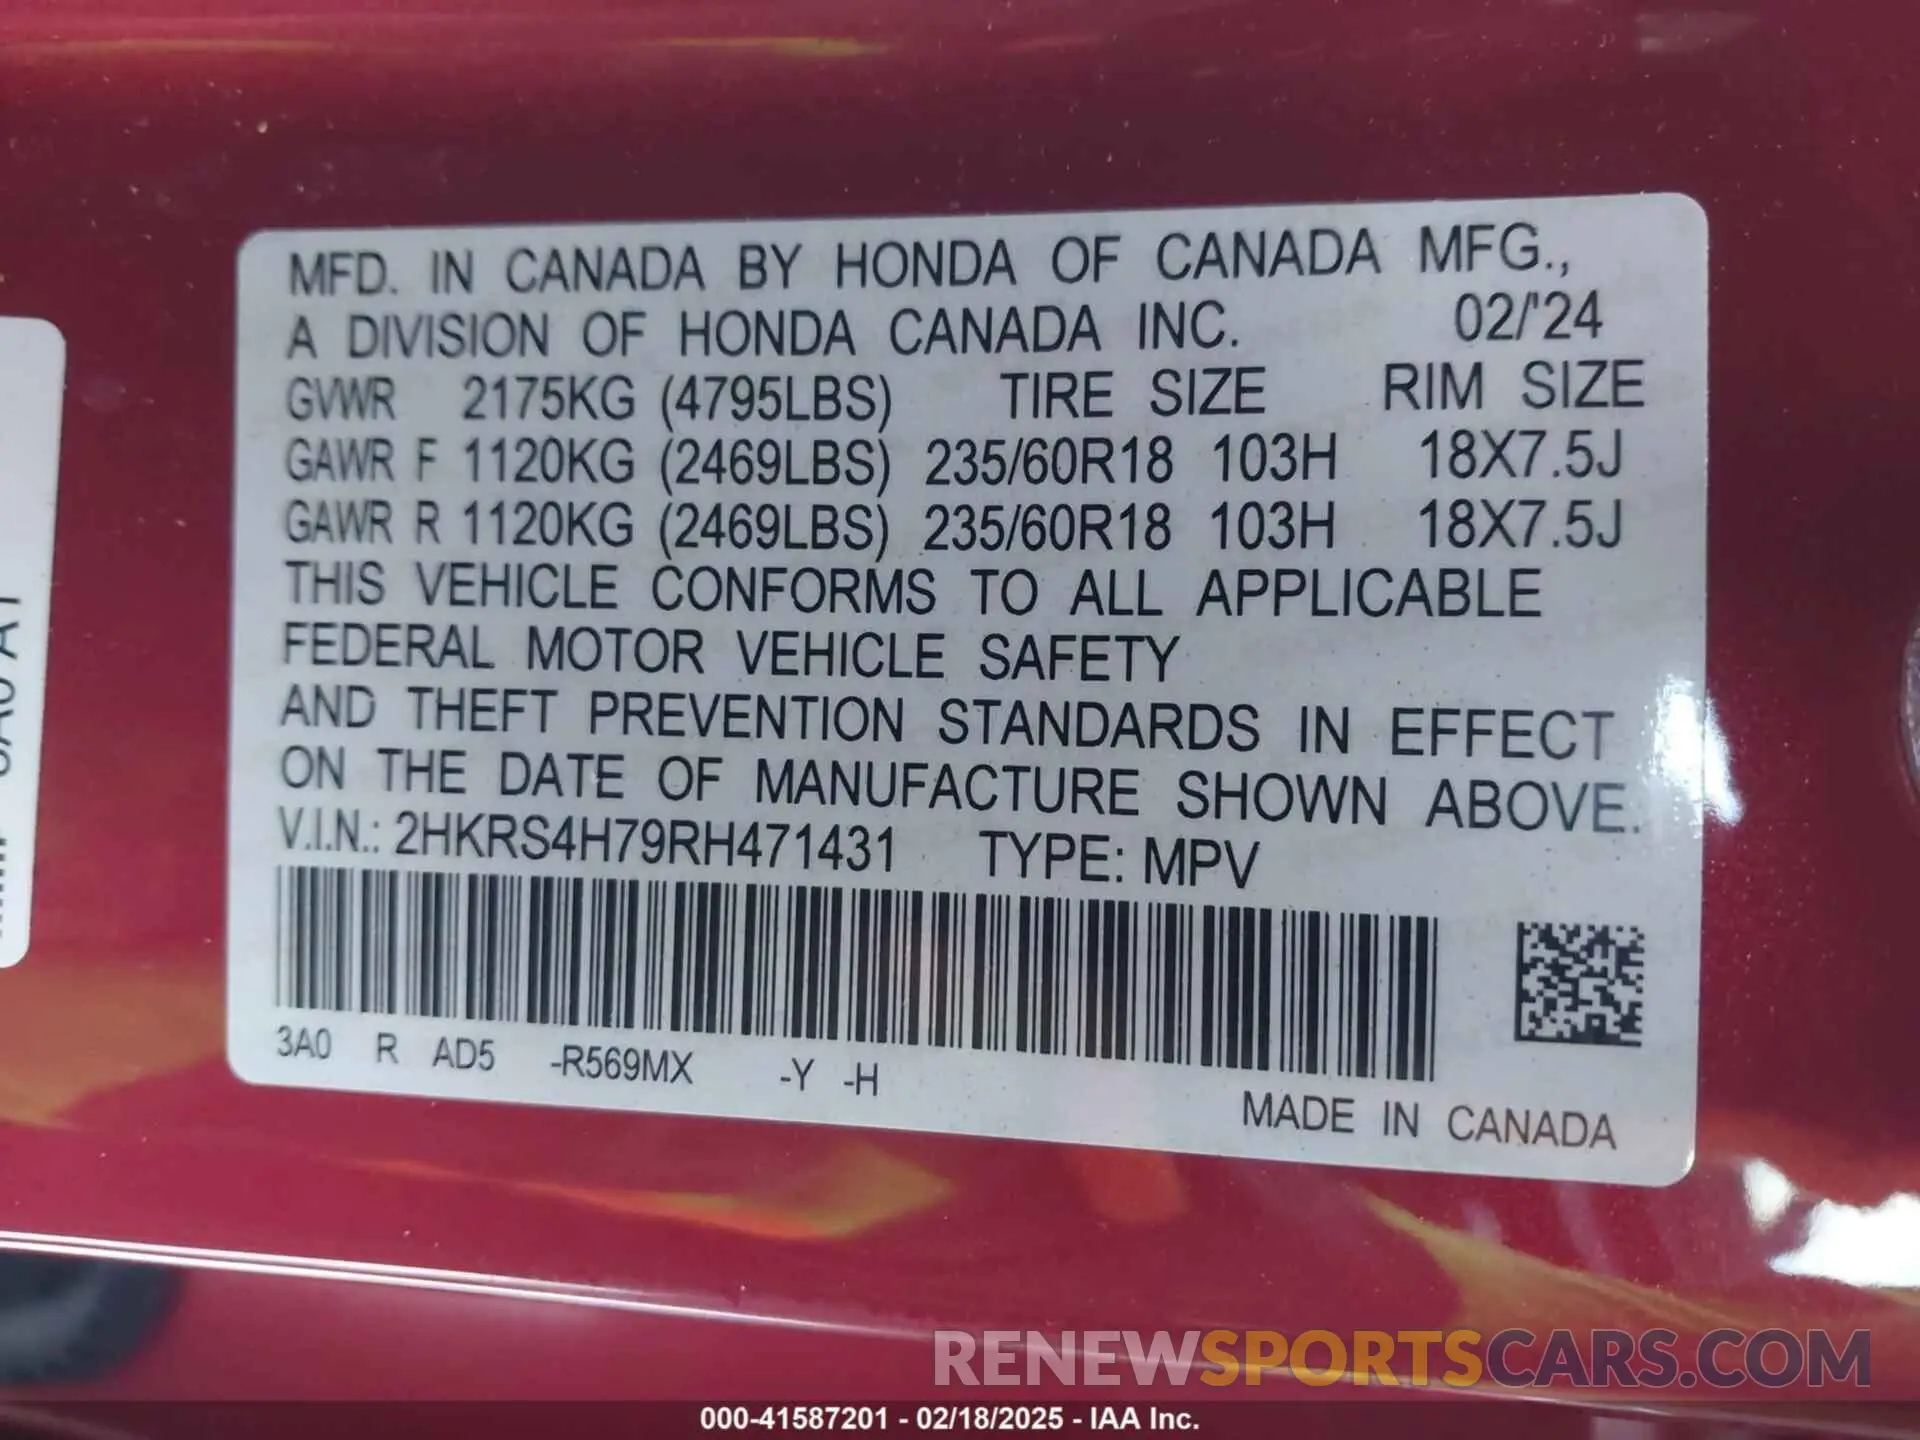 MFD. IN CANADA BY HONDA OF CANADA MFG.,
A DIVISION OF HONDA CANADA INC. 02/'24
GVWR 2175KG (4795LBS) TIRE SIZE RIM SIZE
GAWR F 1120KG (2469LBS) 235/60R18 103H 18X7.5J
GAWR R 1120KG (2469LBS) 235/60R18 103H 18X7.5J
THIS VEHICLE CONFORMS TO ALL APPLICABLE
FEDERAL MOTOR VEHICLE SAFETY
AND THEFT PREVENTION STANDARDS IN EFFECT
ON THE DATE OF MANUFACTURE SHOWN ABOVE.
V.I.N.: 2HKRS4H79RH471431 TYPE: MPV
3A0 R AD5 -R569MX -Y -H
MADE IN CANADA
RENEWSPORTSCARS.COM
000-41587201 - 02/18/2025 - IAA Inc.